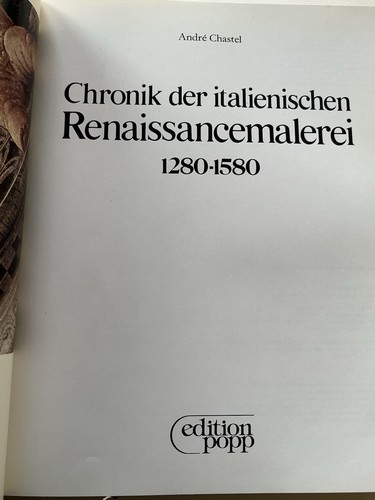 André Chastel
Chronik der italienischen
Renaissancemalerei
1280-1580
edition
popp